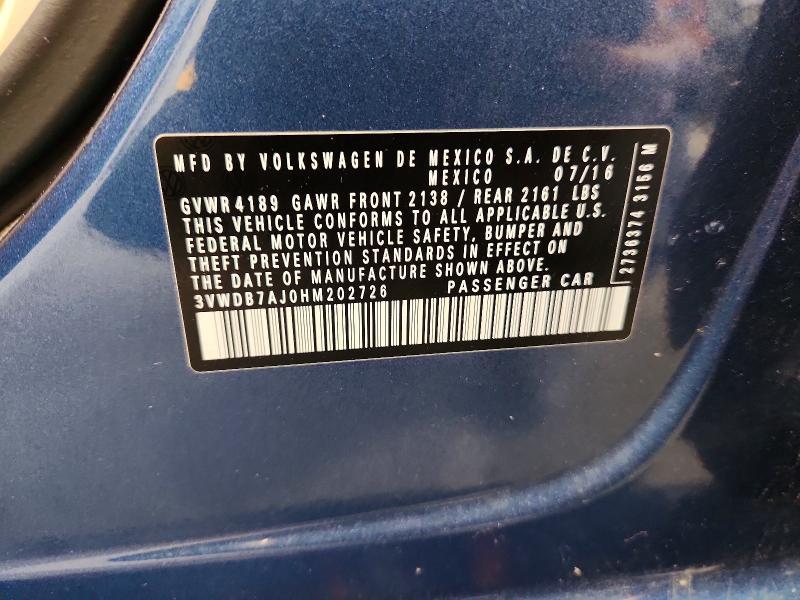 MFD BY VOLKSWAGEN DE MEXICO S.A. DE C.V.
MEXICO 07/16
GVWR 4189 GAWR FRONT 2138 / REAR 2161 LBS
THIS VEHICLE CONFORMS TO ALL APPLICABLE U.S.
FEDERAL MOTOR VEHICLE SAFETY, BUMPER AND
THEFT PREVENTION STANDARDS IN EFFECT ON
THE DATE OF MANUFACTURE SHOWN ABOVE.
3VWDB7AJ0HM202726 PASSENGER CAR
2736374 3156 M